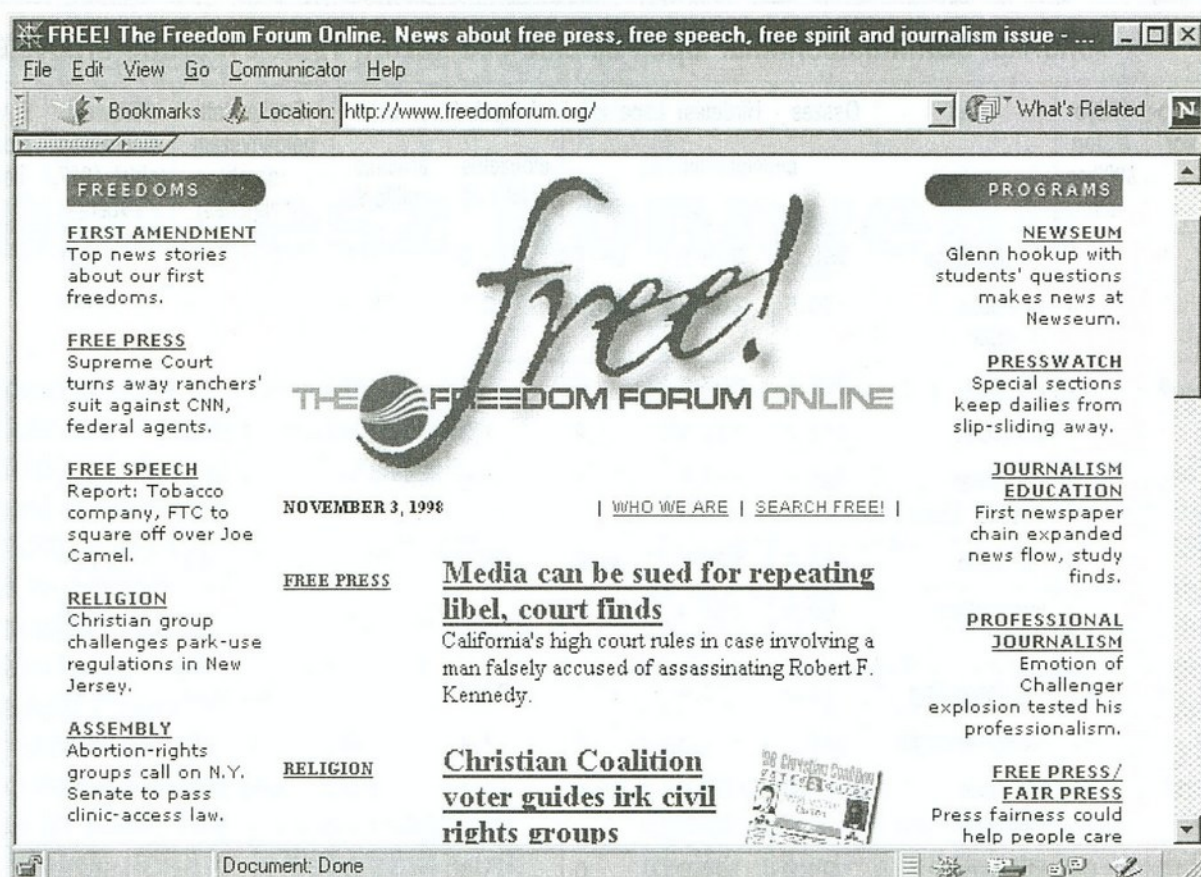 FREE! The Freedom Forum Online. News about free press, free speech, free spirit and journalism issue - ...
File Edit View Go Communicator Help
Bookmarks Location: http://www.freedomforum.org/ What's Related N
FREEDOMS
FIRST AMENDMENT
Top news stories
about our first
freedoms.
FREE PRESS
Supreme Court
turns away ranchers'
suit against CNN,
federal agents.
FREE SPEECH
Report: Tobacco
company, FTC to
square off over Joe
Camel.
RELIGION
Christian group
challenges park-use
regulations in New
Jersey.
ASSEMBLY
Abortion-rights
groups call on N.Y.
Senate to pass
clinic-access law.
free!
THE FREEDOM FORUM ONLINE
NOVEMBER 3, 1998 | WHO WE ARE | SEARCH FREE! |
FREE PRESS
Media can be sued for repeating
libel, court finds
California's high court rules in case involving a
man falsely accused of assassinating Robert F.
Kennedy.
RELIGION
Christian Coalition
voter guides irk civil
rights groups
'98 Christian Coalition
PROGRAMS
NEWSEUM
Glenn hookup with
students' questions
makes news at
Newseum.
PRESSWATCH
Special sections
keep dailies from
slip-sliding away.
JOURNALISM
EDUCATION
First newspaper
chain expanded
news flow, study
finds.
PROFESSIONAL
JOURNALISM
Emotion of
Challenger
explosion tested his
professionalism.
FREE PRESS/
FAIR PRESS
Press fairness could
help people care
Document: Done